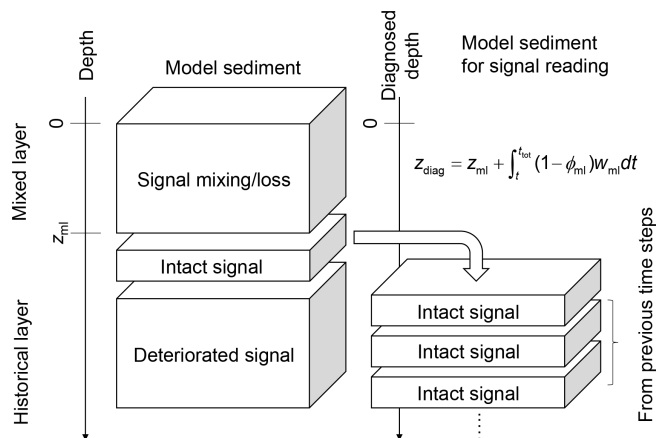 Depth
Model sediment
Diagnosed
depth
Model sediment
for signal reading
0
0
Mixed layer
Signal mixing/loss
z_diag = z_ml + ∫_t^{t_tot} (1 − ϕ_ml) w_ml dt
z_ml
Intact signal
Historical layer
Deteriorated signal
Intact signal
Intact signal
Intact signal
From previous time steps